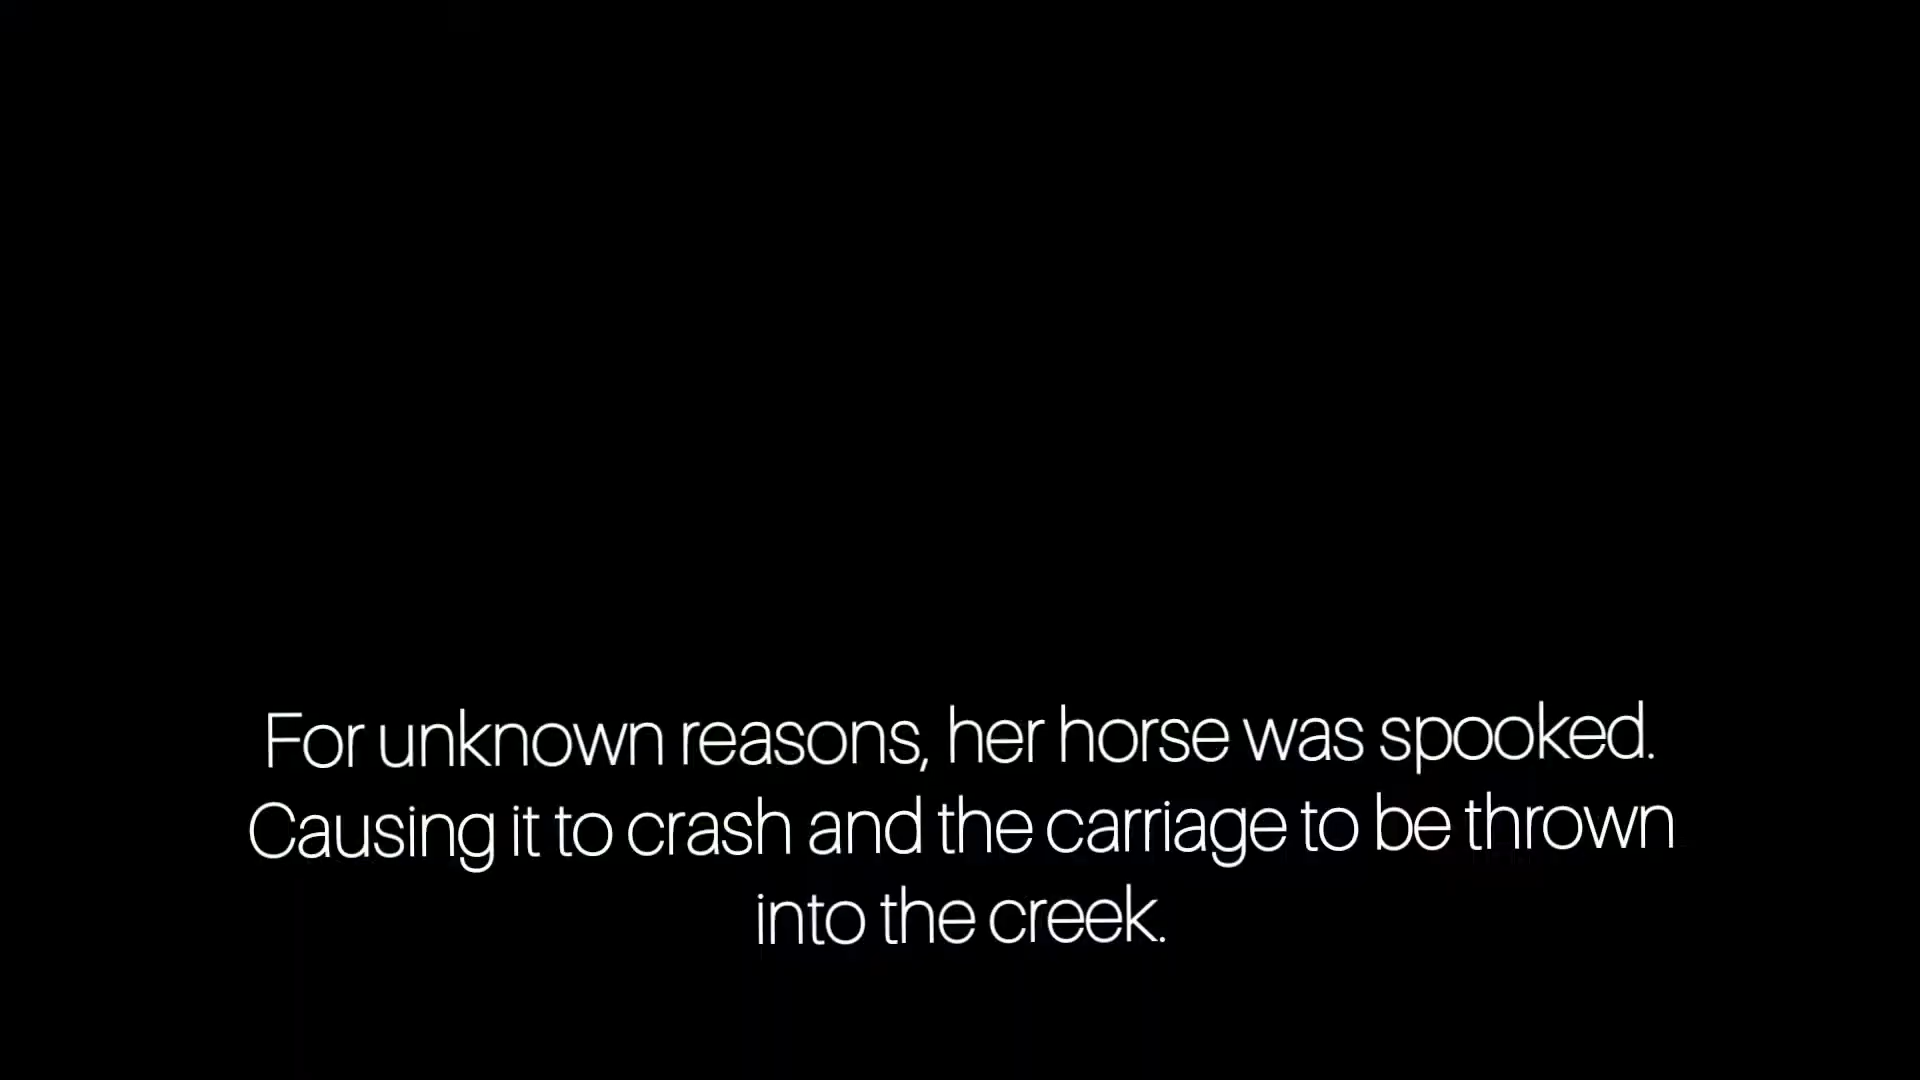 For unknown reasons, her horse was spooked.
Causing it to crash and the carriage to be thrown
into the creek.